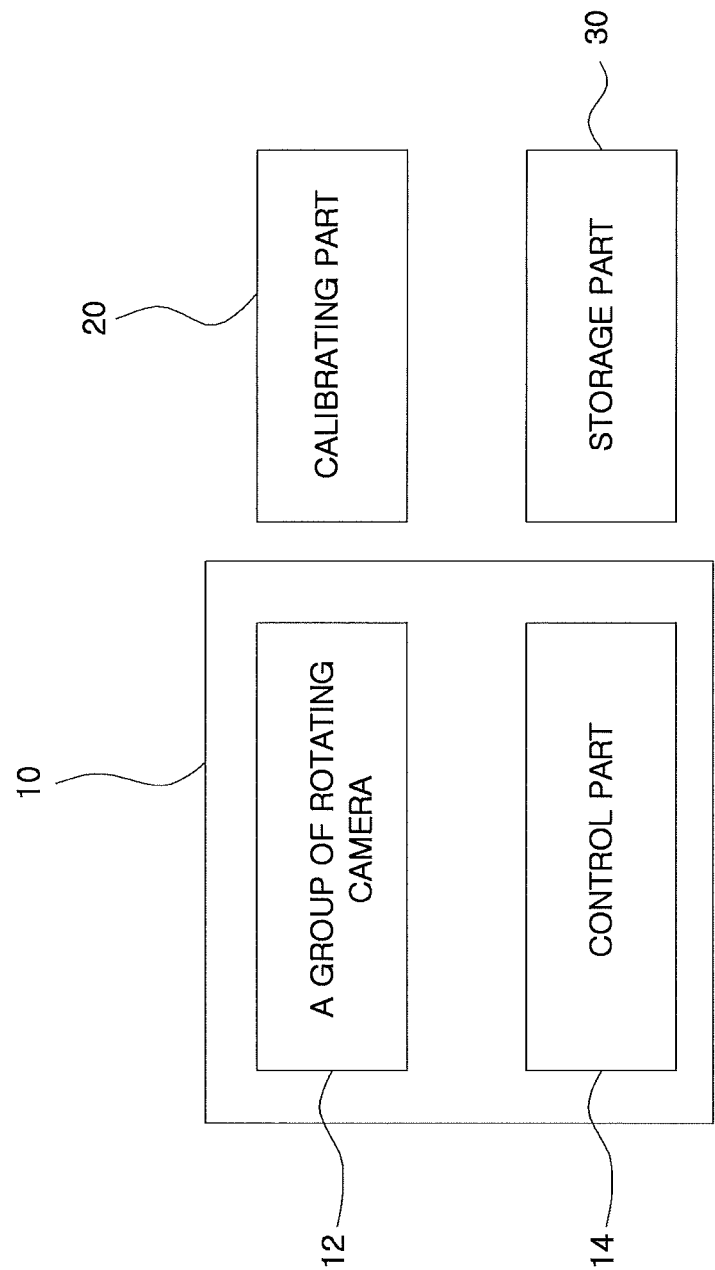 10
20
A GROUP OF ROTATING
CAMERA
CALIBRATING PART
12
CONTROL PART
STORAGE PART
14
30